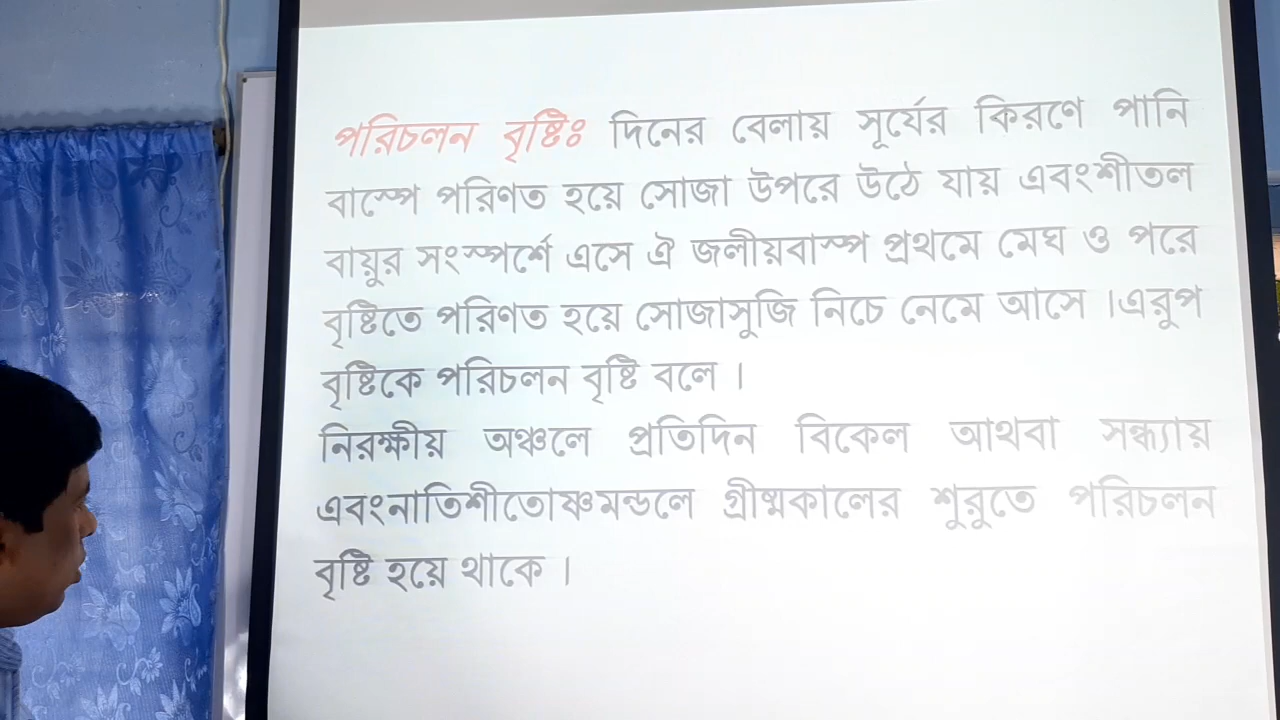 পরিচলন বৃষ্টিঃ দিনের বেলায় সূর্যের কিরণে পানি
বাস্পে পরিণত হয়ে সোজা উপরে উঠে যায় এবংশীতল
বায়ুর সংস্পর্শে এসে ঐ জলীয়বাস্প প্রথমে মেঘ ও পরে
বৃষ্টিতে পরিণত হয়ে সোজাসুজি নিচে নেমে আসে ।এরুপ
বৃষ্টিকে পরিচলন বৃষ্টি বলে ।
নিরক্ষীয় অঞ্চলে প্রতিদিন বিকেল আথবা সন্ধ্যায়
এবংনাতিশীতোষ্ণমন্ডলে গ্রীষ্মকালের শুরুতে পরিচলন
বৃষ্টি হয়ে থাকে ।